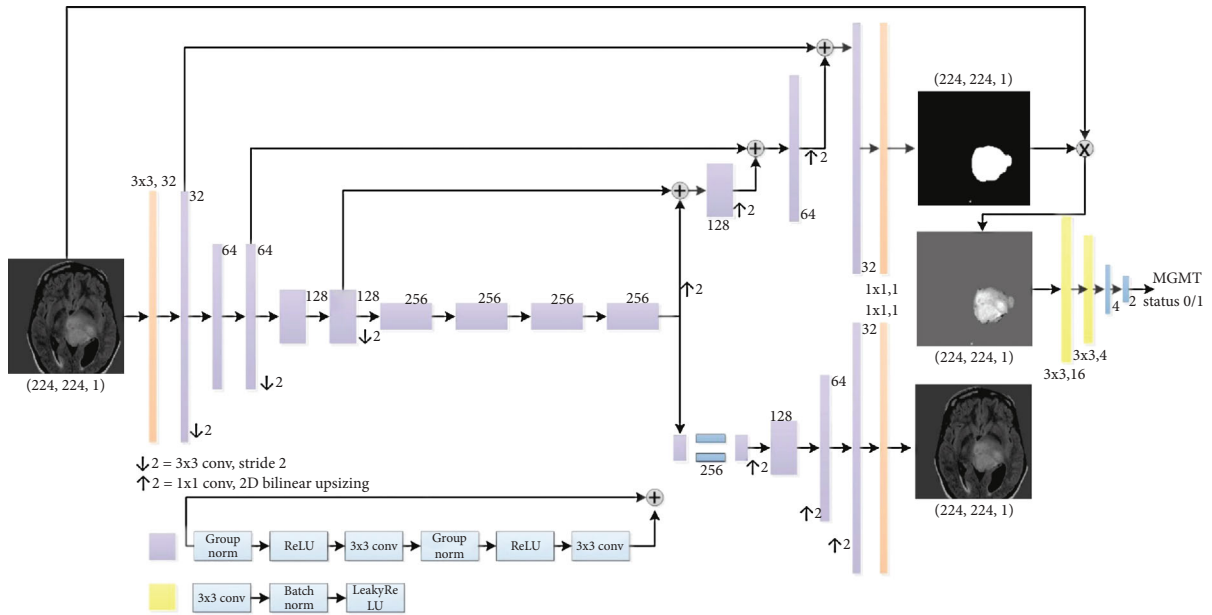 (224, 224, 1)
3x3, 32
32
↓2
64
64
↓2
128
128
↓2
256
256
256
256
↑2
128
↑2
64
↑2
32
1x1,1
(224, 224, 1)
(224, 224, 1)
3x3,16
3x3,4
4
2
MGMT
status 0/1
256
↑2
128
↑2
64
↑2
32
1x1,1
(224, 224, 1)
↓2 = 3x3 conv, stride 2
↑2 = 1x1 conv, 2D bilinear upsizing
Group
norm
ReLU
3x3 conv
Group
norm
ReLU
3x3 conv
3x3 conv
Batch
norm
LeakyRe
LU